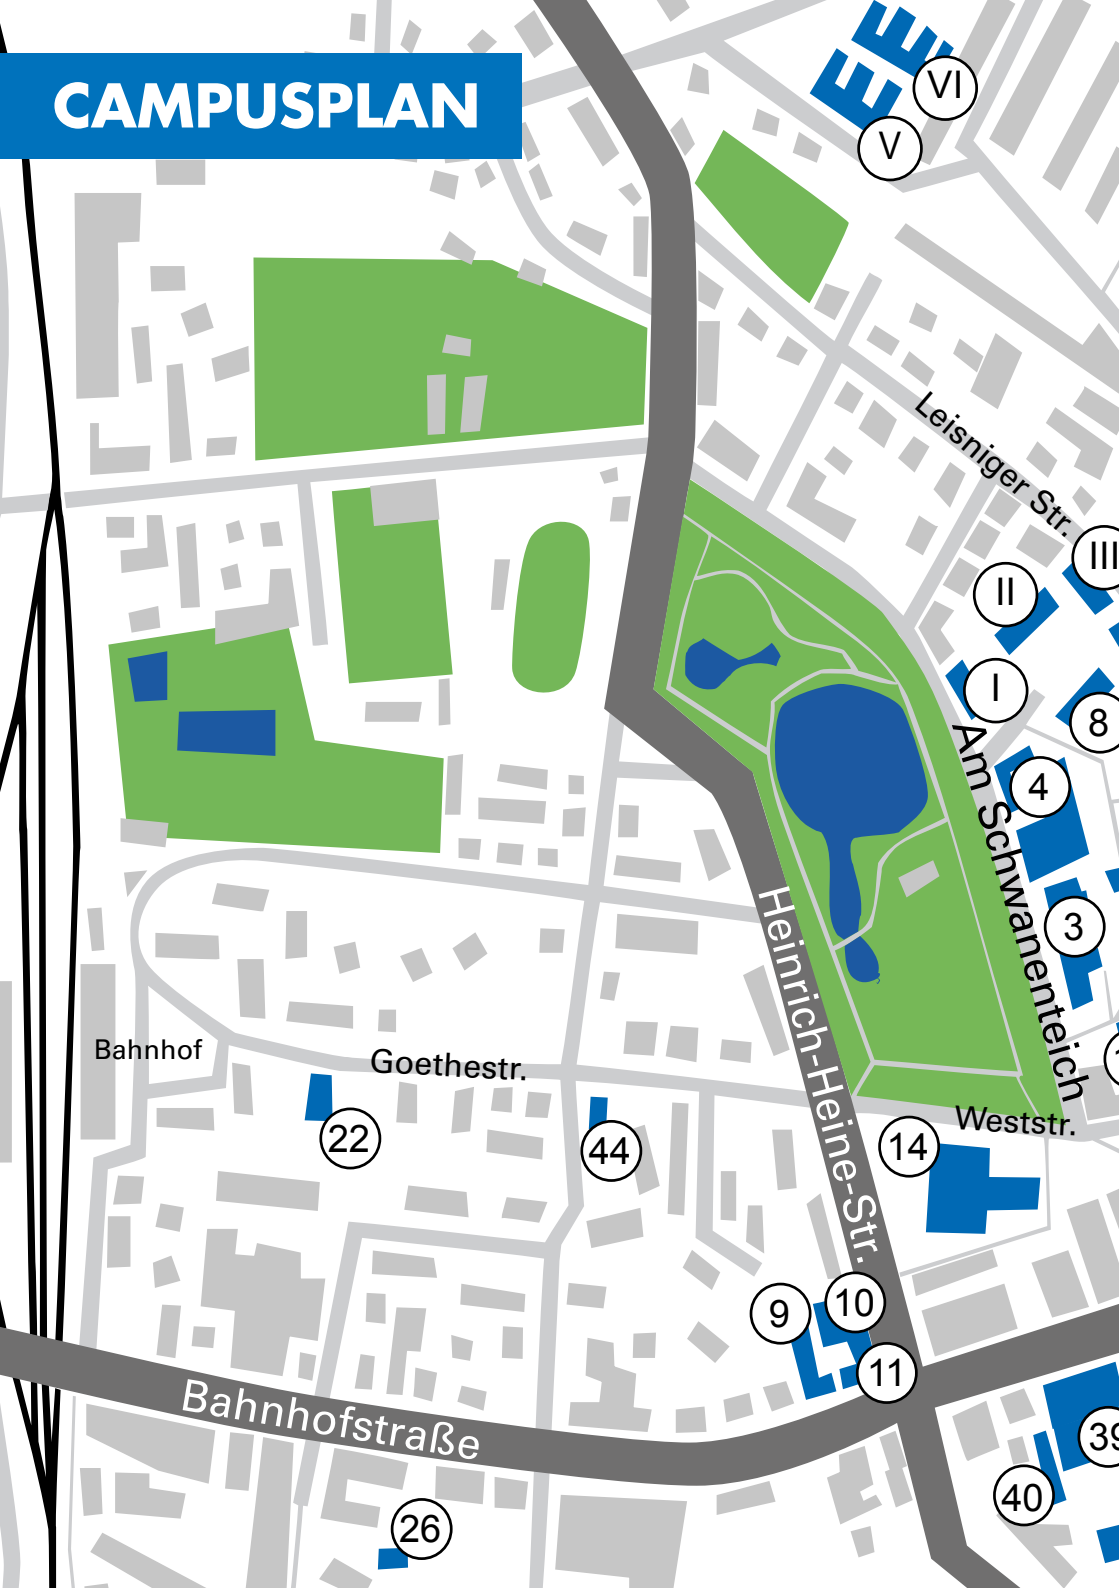 CAMPUSPLAN
VI
V
Leisniger Str.
III
II
I
8
4
Am Schwanenteich
3
Heinrich-Heine-Str.
Bahnhof
Goethestr.
22
44
Weststr.
14
9
10
11
Bahnhofstraße
39
40
26